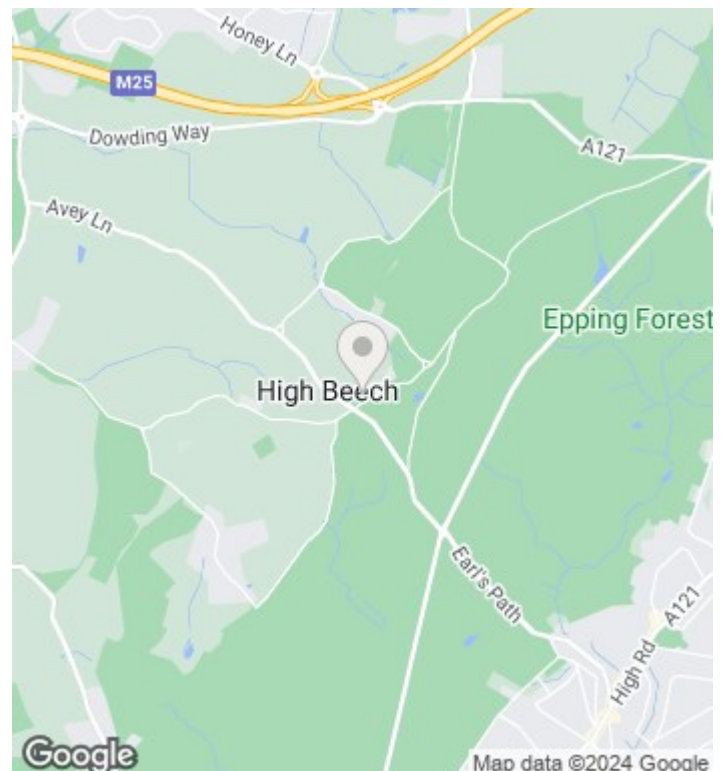 Honey Ln
M25
Dowding Way
A121
Avey Ln
Epping Forest
High Beech
Earl's Path
A121
High Rd
Google
Map data ©2024 Google